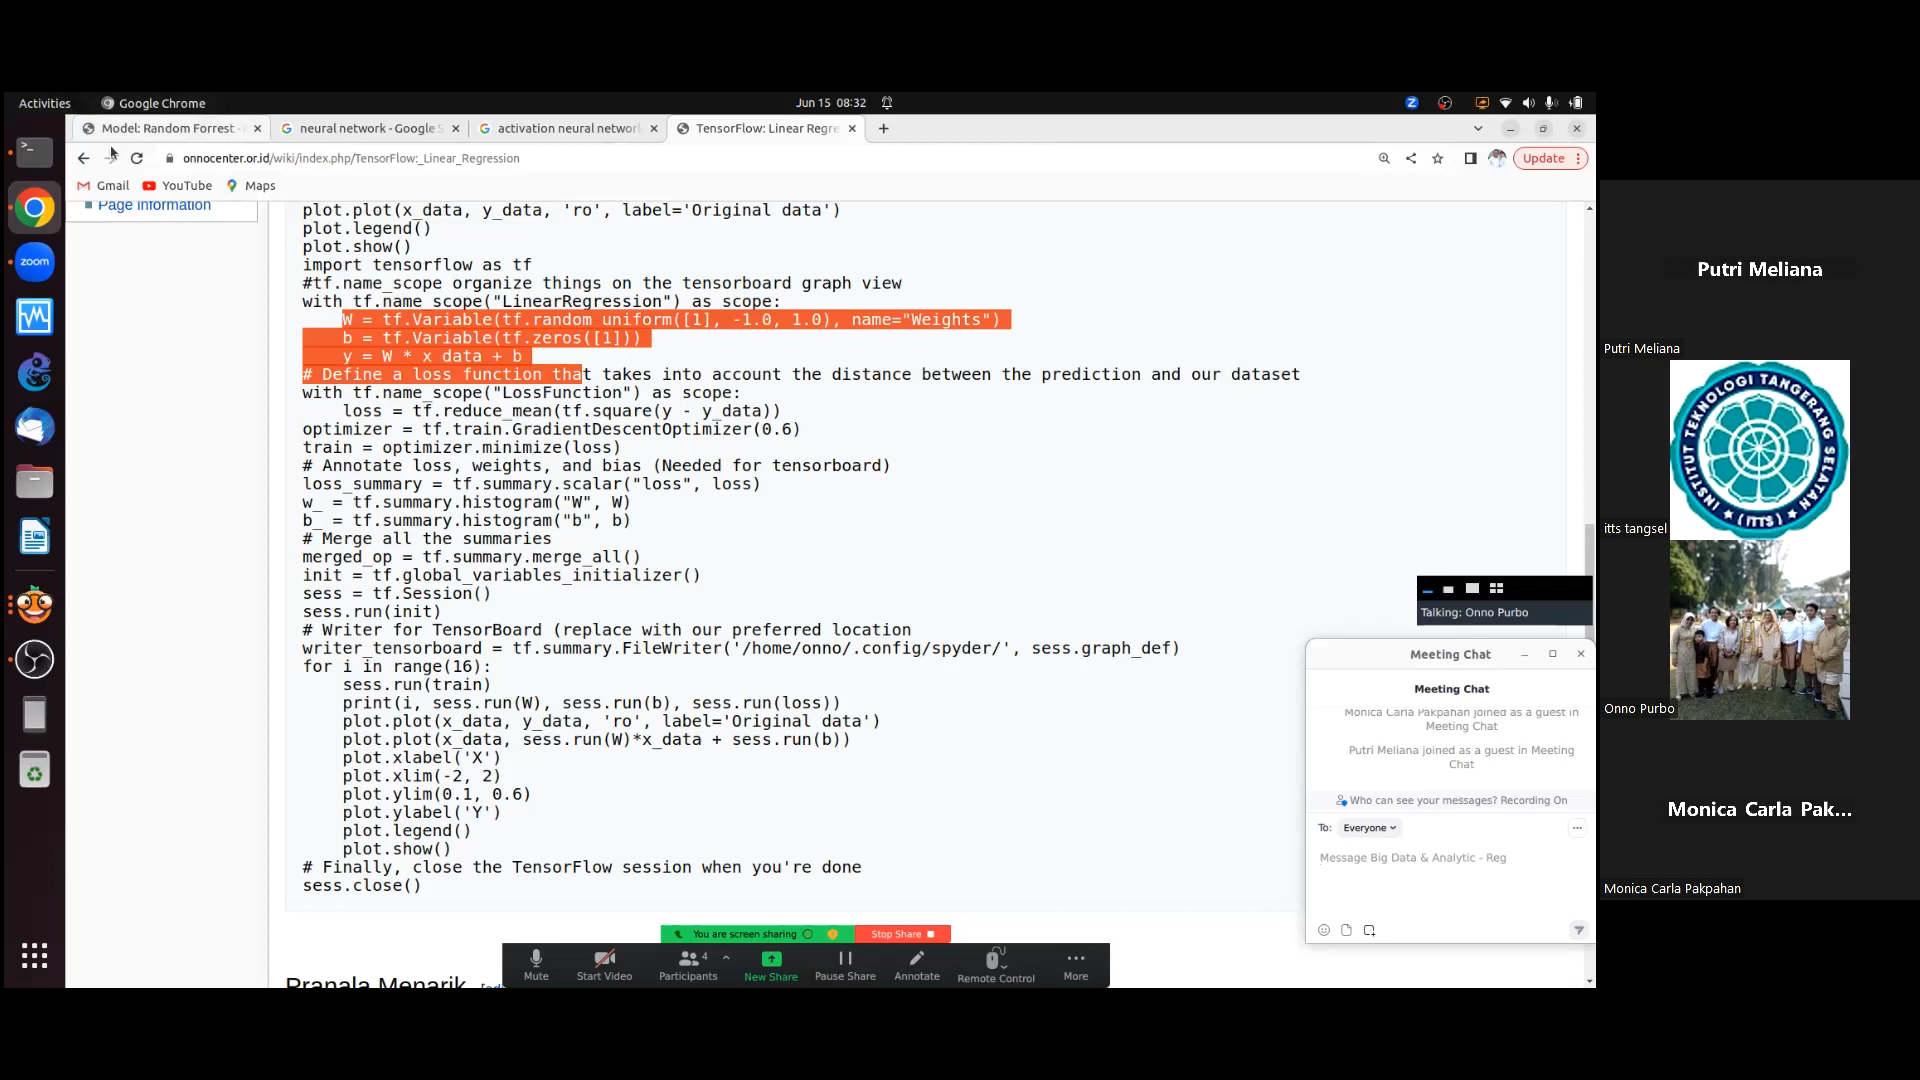 Activities
Google Chrome
Jun 15 08:32
Model: Random Forrest -
neural network - Google S
activation neural networ
TensorFlow: Linear Regre
onnocenter.or.id/wiki/index.php/TensorFlow:_Linear_Regression
Update
Gmail
YouTube
Maps
Page information
plot.plot(x_data, y_data, 'ro', label='Original data')
plot.legend()
plot.show()
import tensorflow as tf
#tf.name_scope organize things on the tensorboard graph view
with tf.name_scope("LinearRegression") as scope:
    W = tf.Variable(tf.random_uniform([1], -1.0, 1.0), name="Weights")
    b = tf.Variable(tf.zeros([1]))
    y = W * x_data + b
# Define a loss function that takes into account the distance between the prediction and our dataset
with tf.name_scope("LossFunction") as scope:
    loss = tf.reduce_mean(tf.square(y - y_data))
optimizer = tf.train.GradientDescentOptimizer(0.6)
train = optimizer.minimize(loss)
# Annotate loss, weights, and bias (Needed for tensorboard)
loss_summary = tf.summary.scalar("loss", loss)
w_ = tf.summary.histogram("W", W)
b_ = tf.summary.histogram("b", b)
# Merge all the summaries
merged_op = tf.summary.merge_all()
init = tf.global_variables_initializer()
sess = tf.Session()
sess.run(init)
# Writer for TensorBoard (replace with our preferred location
writer_tensorboard = tf.summary.FileWriter('/home/onno/.config/spyder/', sess.graph_def)
for i in range(16):
    sess.run(train)
    print(i, sess.run(W), sess.run(b), sess.run(loss))
    plot.plot(x_data, y_data, 'ro', label='Original data')
    plot.plot(x_data, sess.run(W)*x_data + sess.run(b))
    plot.xlabel('X')
    plot.xlim(-2, 2)
    plot.ylim(0.1, 0.6)
    plot.ylabel('Y')
    plot.legend()
    plot.show()
# Finally, close the TensorFlow session when you're done
sess.close()
Pranala Menarik
zoom
Talking: Onno Purbo
Meeting Chat
Meeting Chat
Monica Carla Pakpahan joined as a guest in
Meeting Chat
Putri Meliana joined as a guest in Meeting
Chat
Who can see your messages? Recording On
To:
Everyone
Message Big Data & Analytic - Reg
You are screen sharing
Stop Share
Mute
Start Video
Participants
4
New Share
Pause Share
Annotate
Remote Control
More
Putri Meliana
Putri Meliana
INSTITUT TEKNOLOGI TANGERANG SELATAN
(ITTS)
itts tangsel
Onno Purbo
Monica Carla Pak...
Monica Carla Pakpahan